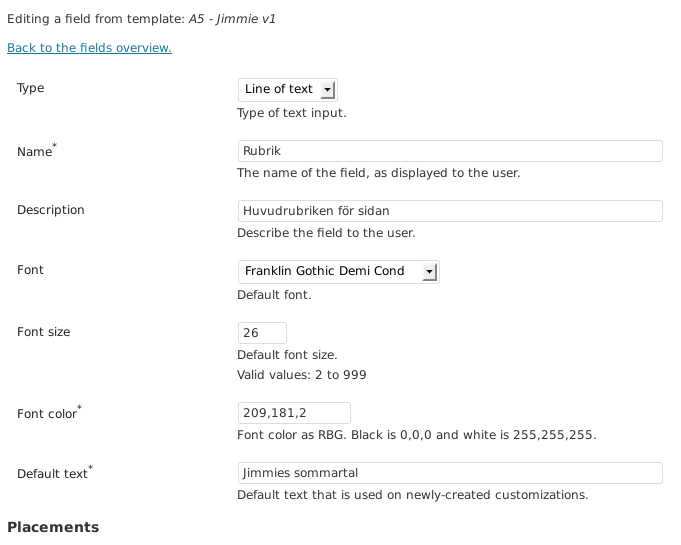 Editing a field from template: A5 - Jimmie v1
Back to the fields overview.
Type
Line of text
Type of text input.
Name*
Rubrik
The name of the field, as displayed to the user.
Description
Huvudrubriken för sidan
Describe the field to the user.
Font
Franklin Gothic Demi Cond
Default font.
Font size
26
Default font size.
Valid values: 2 to 999
Font color*
209,181,2
Font color as RBG. Black is 0,0,0 and white is 255,255,255.
Default text*
Jimmies sommartal
Default text that is used on newly-created customizations.
Placements